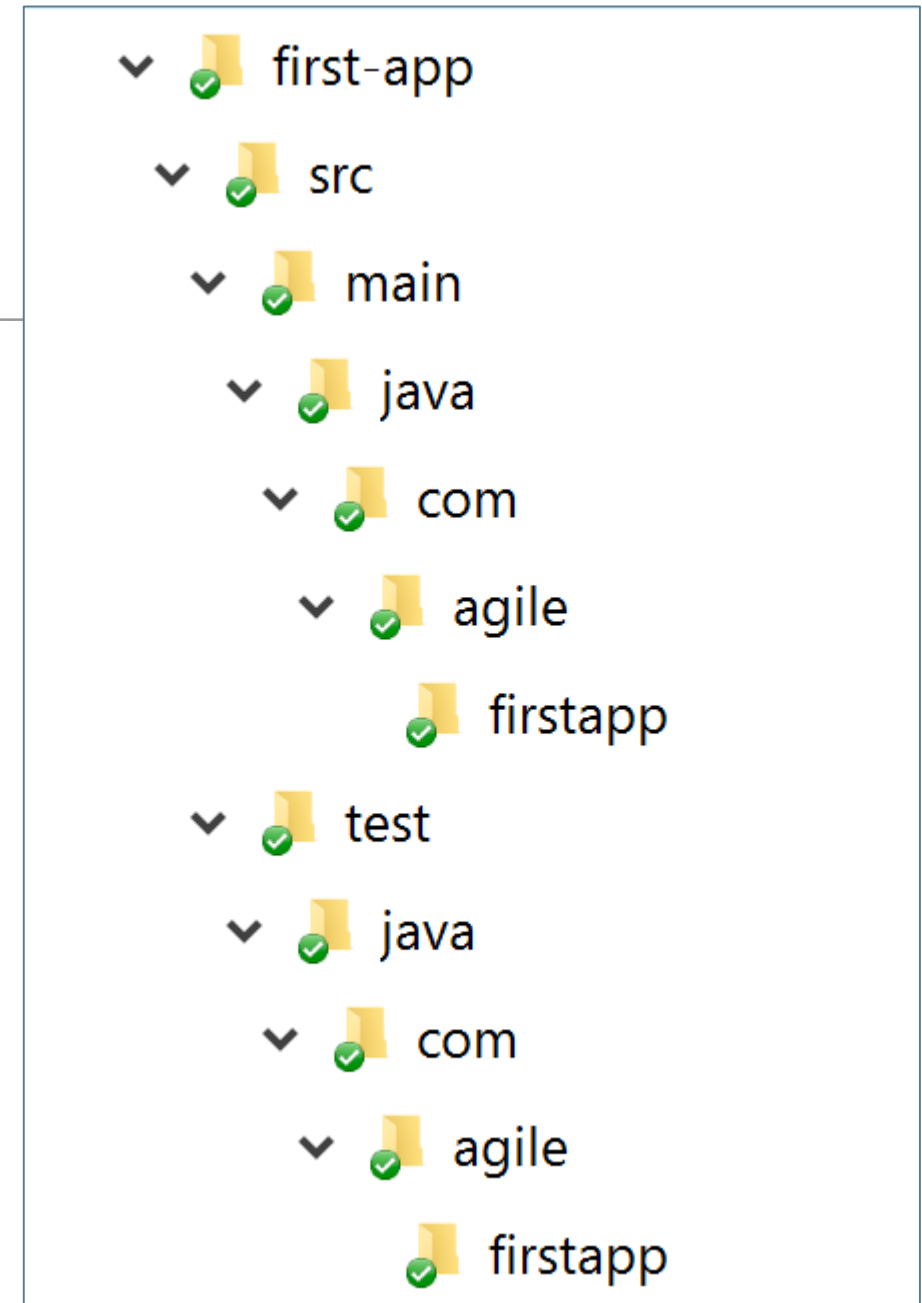 first-app
src
main
java
com
agile
firstapp
test
java
com
agile
firstapp